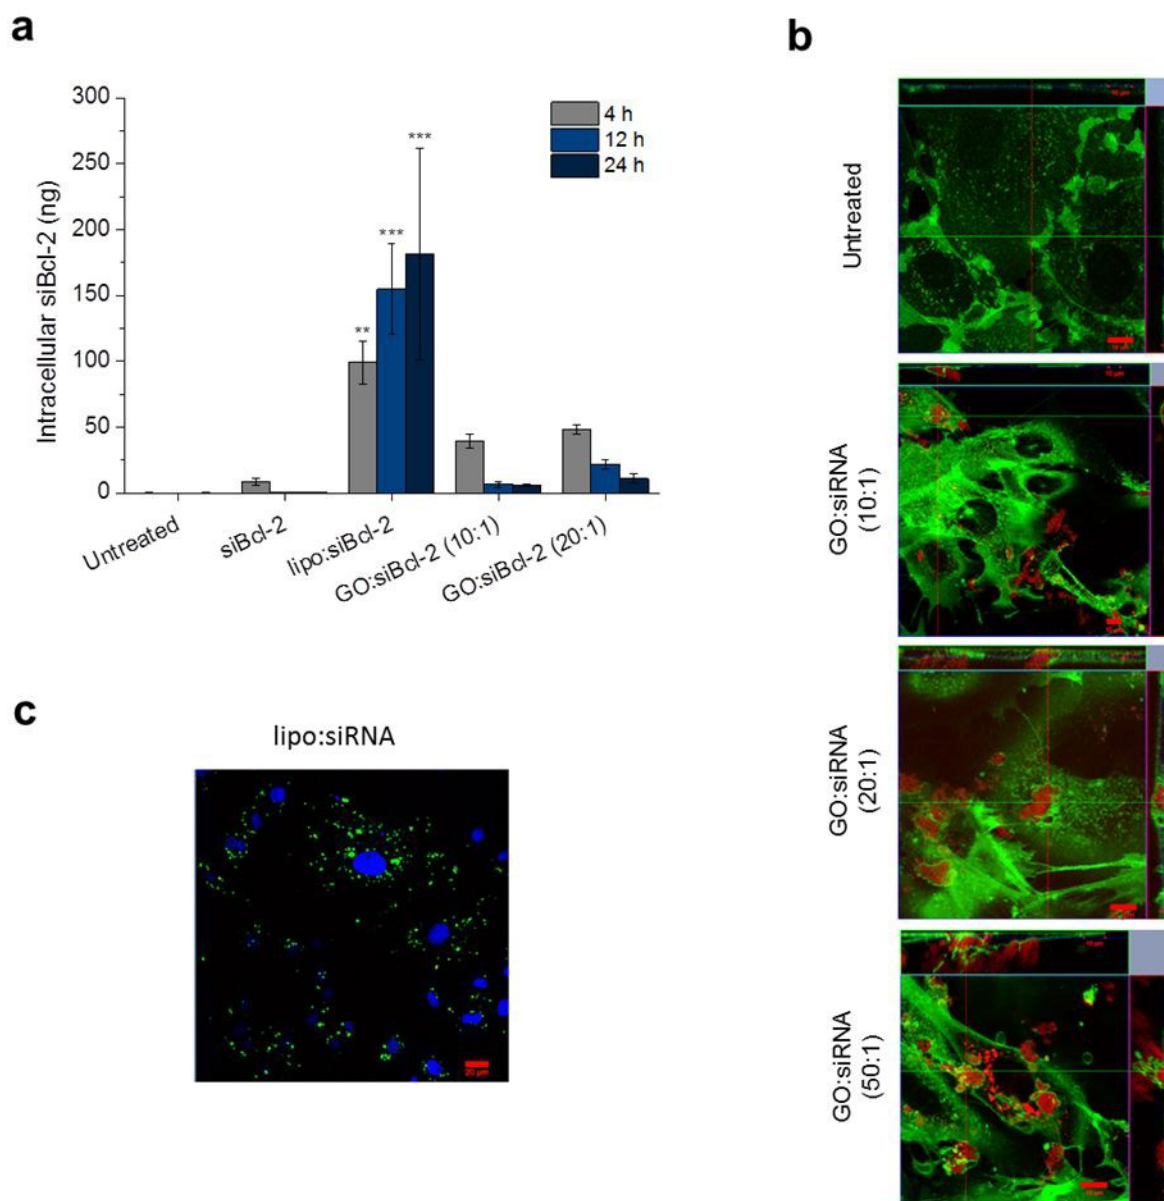 a
b
300
250
200
150
100
50
0
Intracellular siBcl-2 (ng)
4 h
12 h
24 h
***
***
**
Untreated
siBcl-2
lipo:siBcl-2
GO:siBcl-2 (10:1)
GO:siBcl-2 (20:1)
Untreated
GO:siRNA
(10:1)
GO:siRNA
(20:1)
GO:siRNA
(50:1)
c
lipo:siRNA
20 µm